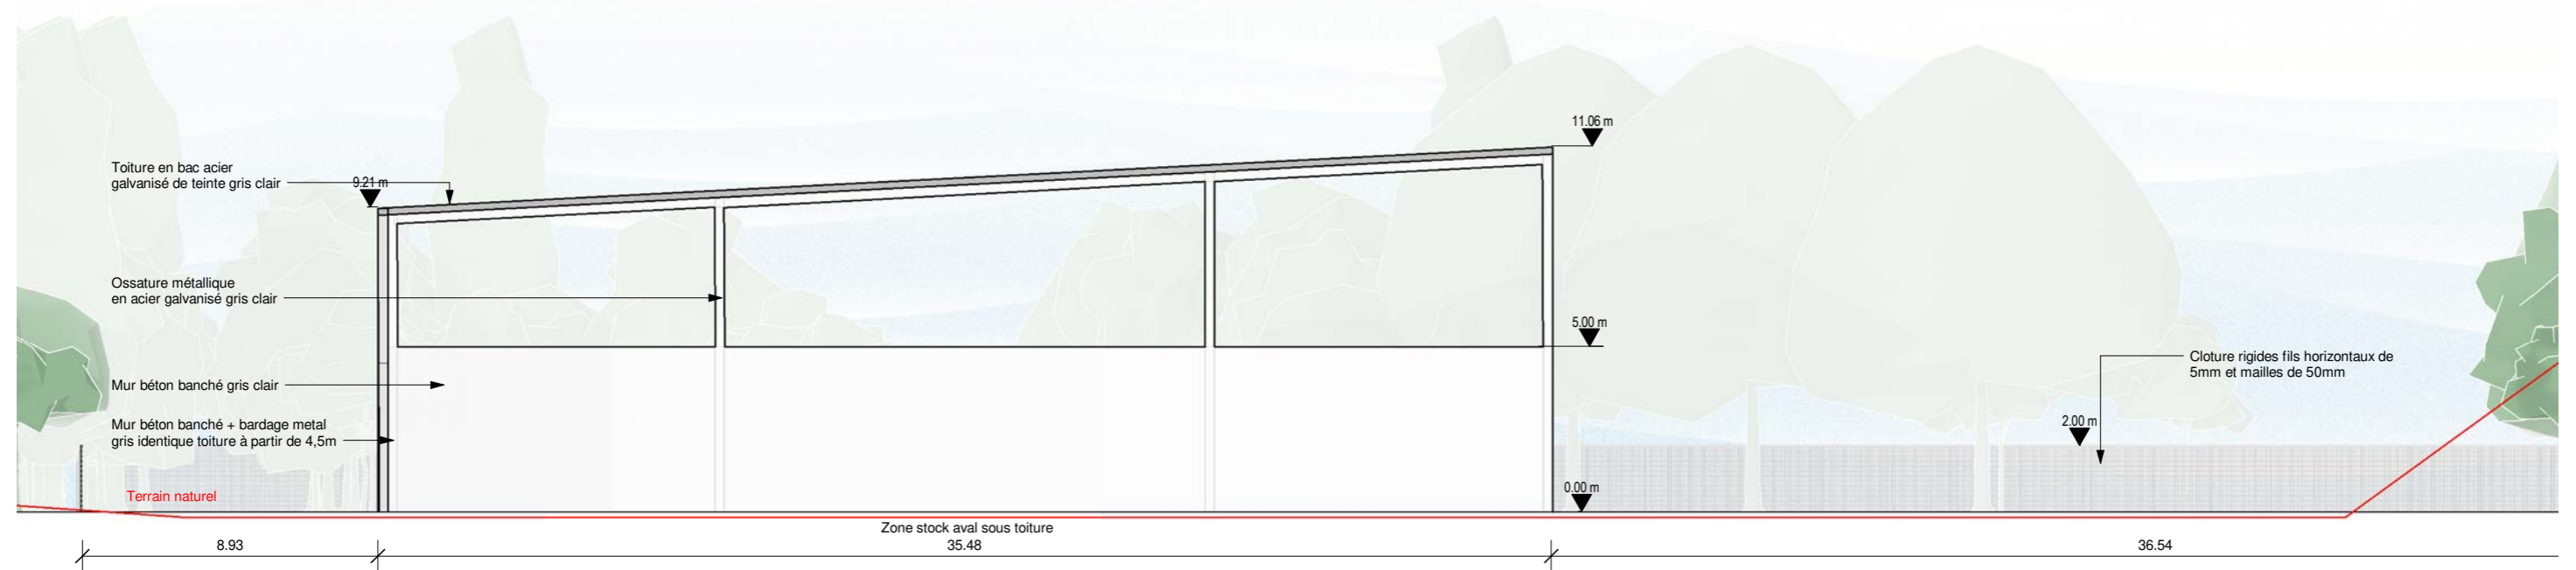 11.06 m
Toiture en bac acier
galvanisé de teinte gris clair
9.21 m
Ossature métallique
en acier galvanisé gris clair
5.00 m
Mur béton banché gris clair
Cloture rigides fils horizontaux de
5mm et mailles de 50mm
Mur béton banché + bardage metal
gris identique toiture à partir de 4,5m
2.00 m
Terrain naturel
0.00 m
Zone stock aval sous toiture
8.93
35.48
36.54